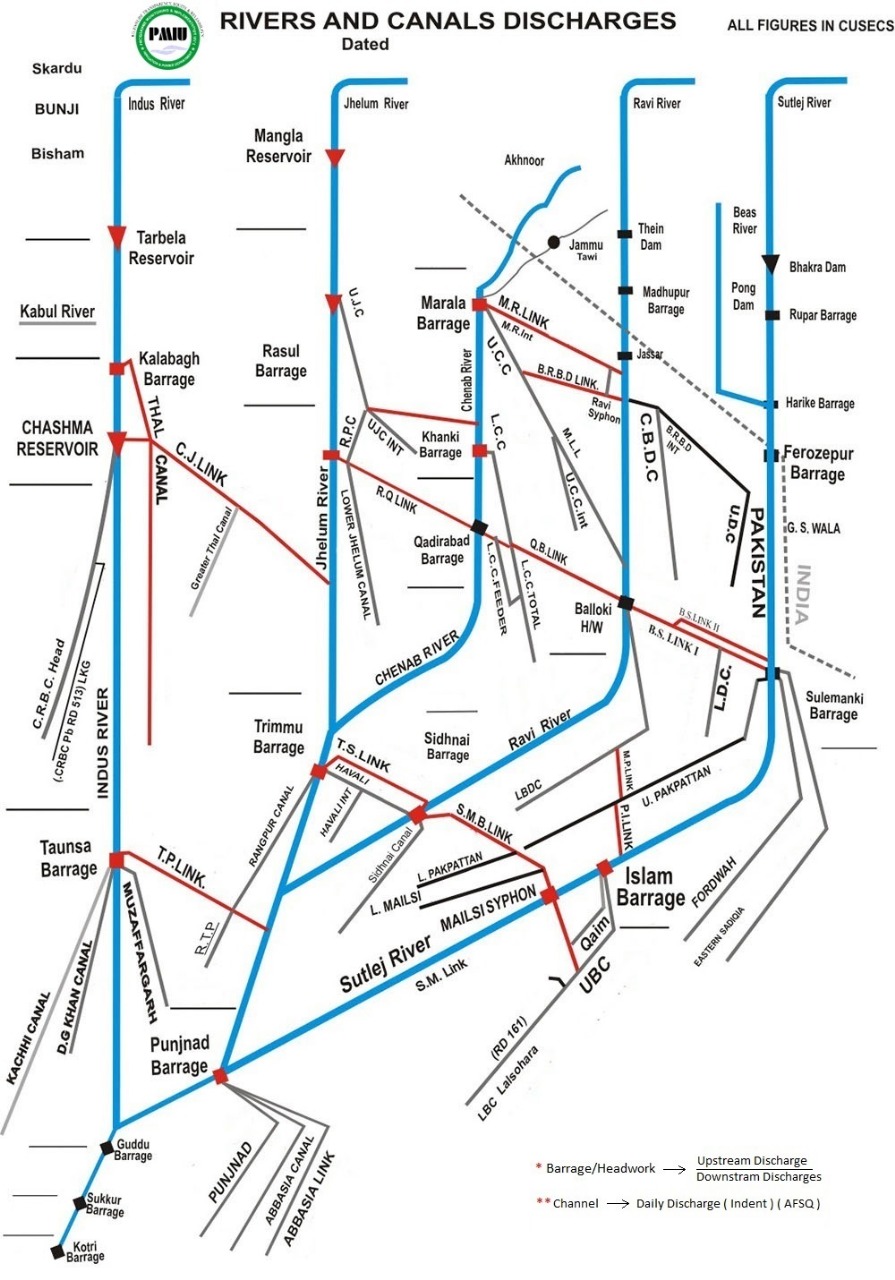 RIVERS AND CANALS DISCHARGES
Dated
ALL FIGURES IN CUSECS
PMIU
Skardu
BUNJI
Bisham
Indus River
Jhelum River
Ravi River
Sutlej River
Mangla
Reservoir
Akhnoor
Jammu
Tawi
Thein
Dam
Beas
River
Tarbela
Reservoir
Bhakra Dam
Madhupur
Barrage
Pong
Dam
Rupar Barrage
Kabul River
U.J.C
Marala
Barrage
M.R.LINK
M.R.Int
Jassar
Kalabagh
Barrage
Rasul
Barrage
Chenab River
U.C.C
B.R.B.D LINK.
Ravi
Syphon
Harike Barrage
THAL
CANAL
CHASHMA
RESERVOIR
C.J.LINK
R.P.C
UJC INT
Khanki
Barrage
L.C.C
M.L.L
U.C.C.int
C.B.D.C
B.R.B.D
INT
Ferozepur
Barrage
Greater Thal Canal
Jhelum River
LOWER JHELUM CANAL
R.Q LINK
Qadirabad
Barrage
Q.B.LINK
L.C.C.FEEDER
L.C.C.TOTAL
U.D.C
PAKISTAN
G. S. WALA
INDIA
Balloki
H/W
B.S.LINK II
B.S. LINK I
L.D.C.
Sulemanki
Barrage
C.R.B.C. Head
(.CRBC Pb RD 513) LKG
INDUS RIVER
CHENAB RIVER
Trimmu
Barrage
Sidhnai
Barrage
Ravi River
T.S.LINK
HAVALI
HAVALI INT
RANGPUR CANAL
Sidhnai Canal
S.M.B.LINK
LBDC
M.P.LINK
P.I.LINK
U. PAKPATTAN
Taunsa
Barrage
T.P.LINK.
L. PAKPATTAN
L. MAILSI
MAILSI SYPHON
Islam
Barrage
FORDWAH
EASTERN SADIQIA
R.T.P
MUZAFFARGARH
D.G KHAN CANAL
KACHHI CANAL
Sutlej River
S.M. Link
Qaim
UBC
(RD 161)
LBC Lalsohara
Punjnad
Barrage
PUNJNAD
ABBASIA CANAL
ABBASIA LINK
Guddu
Barrage
Sukkur
Barrage
Kotri
Barrage
* Barrage/Headwork → Upstream Discharge
Downstram Discharges
** Channel → Daily Discharge ( Indent ) ( AFSQ )